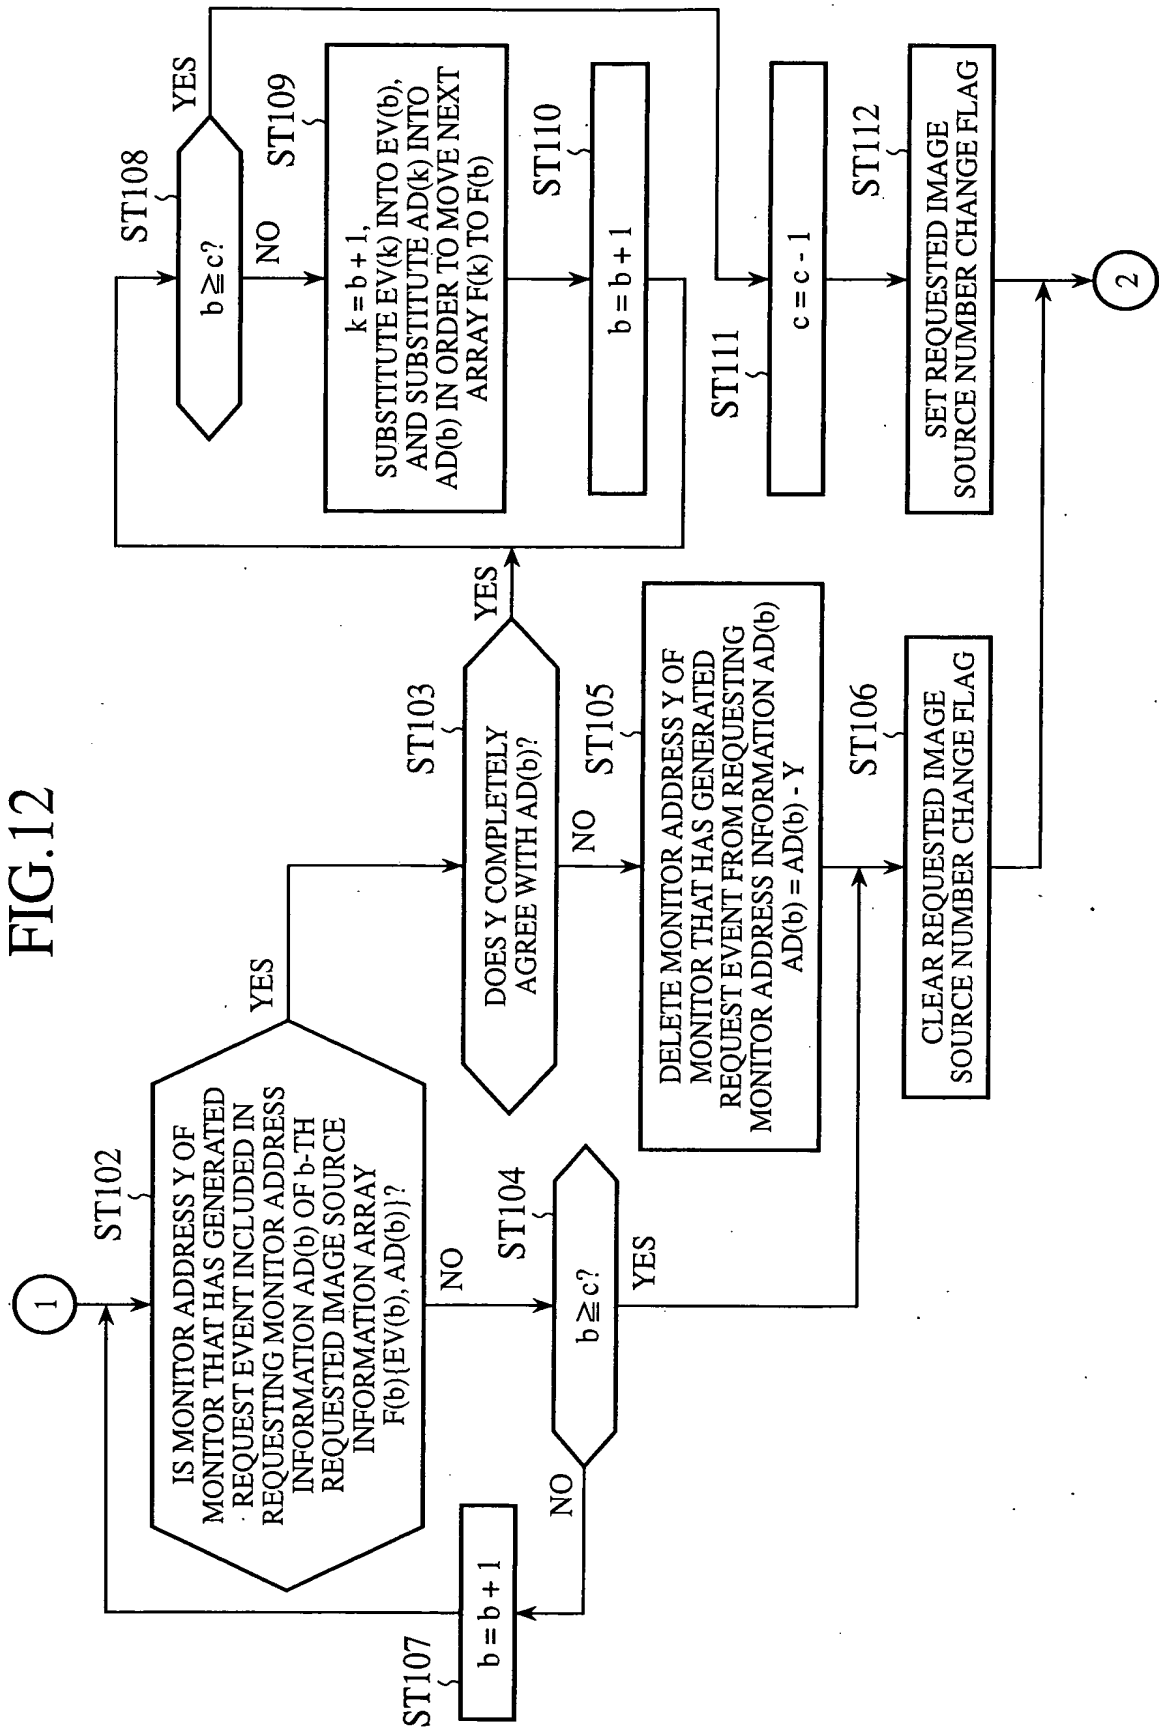 FIG.12
1
ST102
IS MONITOR ADDRESS Y OF
MONITOR THAT HAS GENERATED
REQUEST EVENT INCLUDED IN
REQUESTING MONITOR ADDRESS
INFORMATION AD(b) OF b-TH
REQUESTED IMAGE SOURCE
INFORMATION ARRAY
F(b){EV(b), AD(b)}?
YES
NO
ST107
b = b + 1
NO
ST104
b ≧ c?
YES
ST103
DOES Y COMPLETELY
AGREE WITH AD(b)?
YES
NO
ST105
DELETE MONITOR ADDRESS Y OF
MONITOR THAT HAS GENERATED
REQUEST EVENT FROM REQUESTING
MONITOR ADDRESS INFORMATION AD(b)
AD(b) = AD(b) - Y
ST106
CLEAR REQUESTED IMAGE
SOURCE NUMBER CHANGE FLAG
ST108
b ≧ c?
YES
NO
ST109
k = b + 1,
SUBSTITUTE EV(k) INTO EV(b),
AND SUBSTITUTE AD(k) INTO
AD(b) IN ORDER TO MOVE NEXT
ARRAY F(k) TO F(b)
ST110
b = b + 1
ST111
c = c - 1
ST112
SET REQUESTED IMAGE
SOURCE NUMBER CHANGE FLAG
2